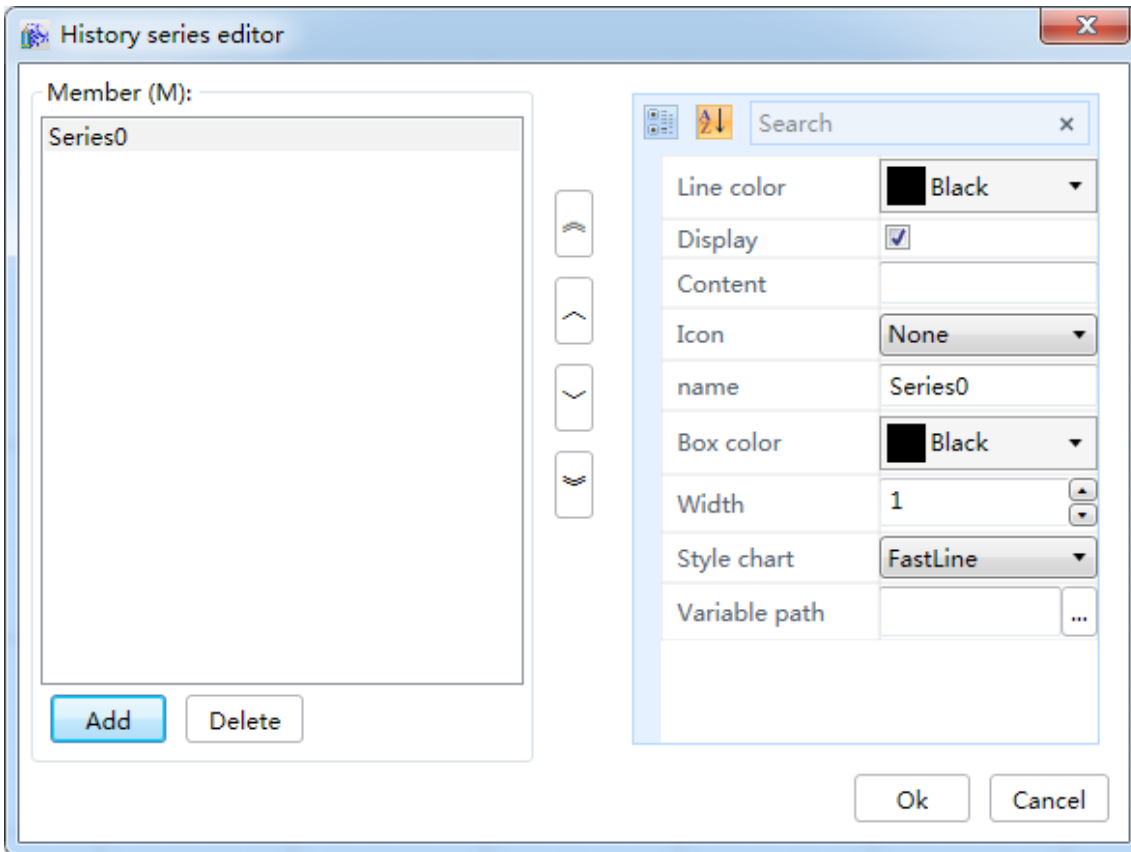 History series editor
Member (M):
Series0
Add
Delete
Search
Line color Black
Display
Content
Icon None
name Series0
Box color Black
Width 1
Style chart FastLine
Variable path ...
Ok
Cancel